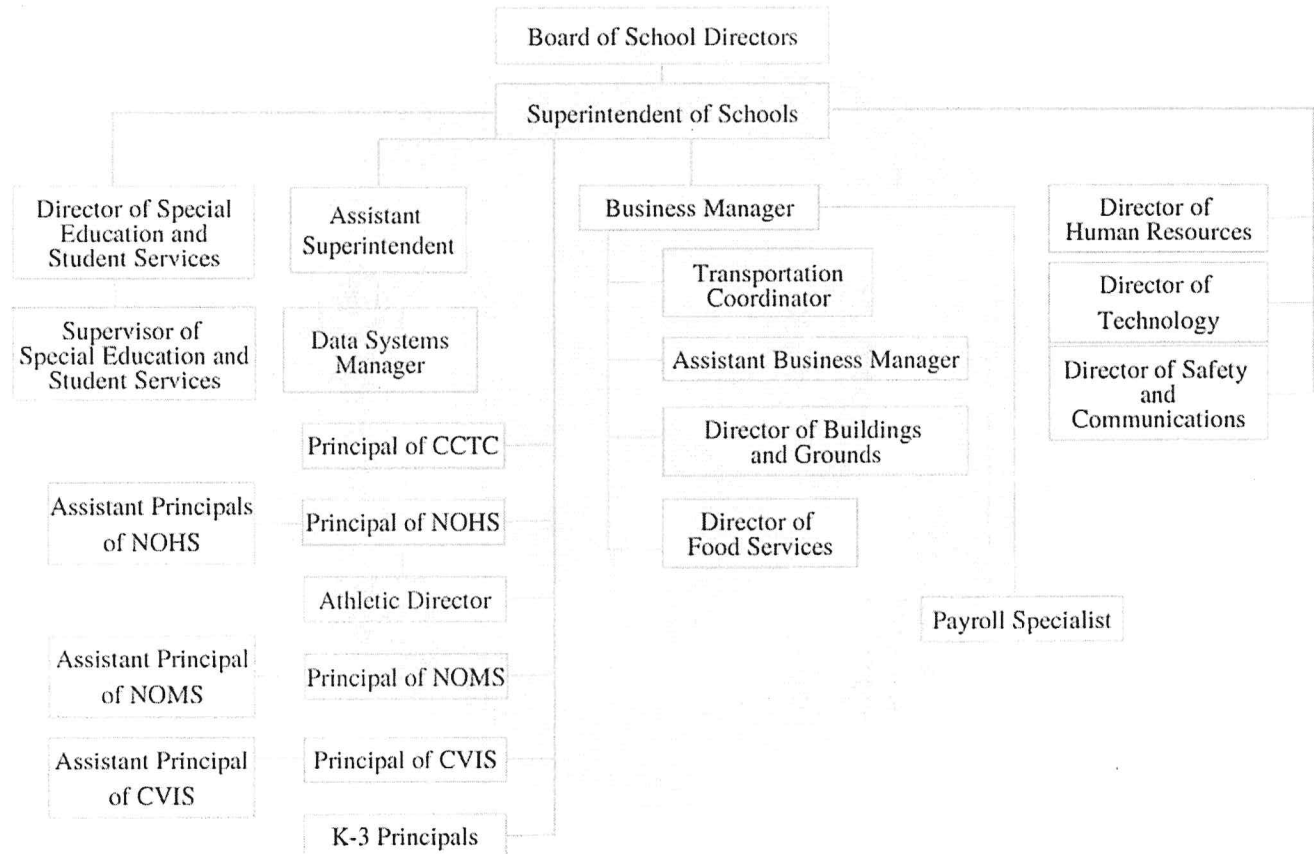 Board of School Directors
Superintendent of Schools
Director of Special
Education and
Student Services
Assistant
Superintendent
Business Manager
Director of
Human Resources
Transportation
Coordinator
Director of
Technology
Supervisor of
Special Education and
Student Services
Data Systems
Manager
Assistant Business Manager
Director of Safety
and
Communications
Principal of CCTC
Director of Buildings
and Grounds
Assistant Principals
of NOHS
Principal of NOHS
Director of
Food Services
Athletic Director
Payroll Specialist
Assistant Principal
of NOMS
Principal of NOMS
Assistant Principal
of CVIS
Principal of CVIS
K-3 Principals